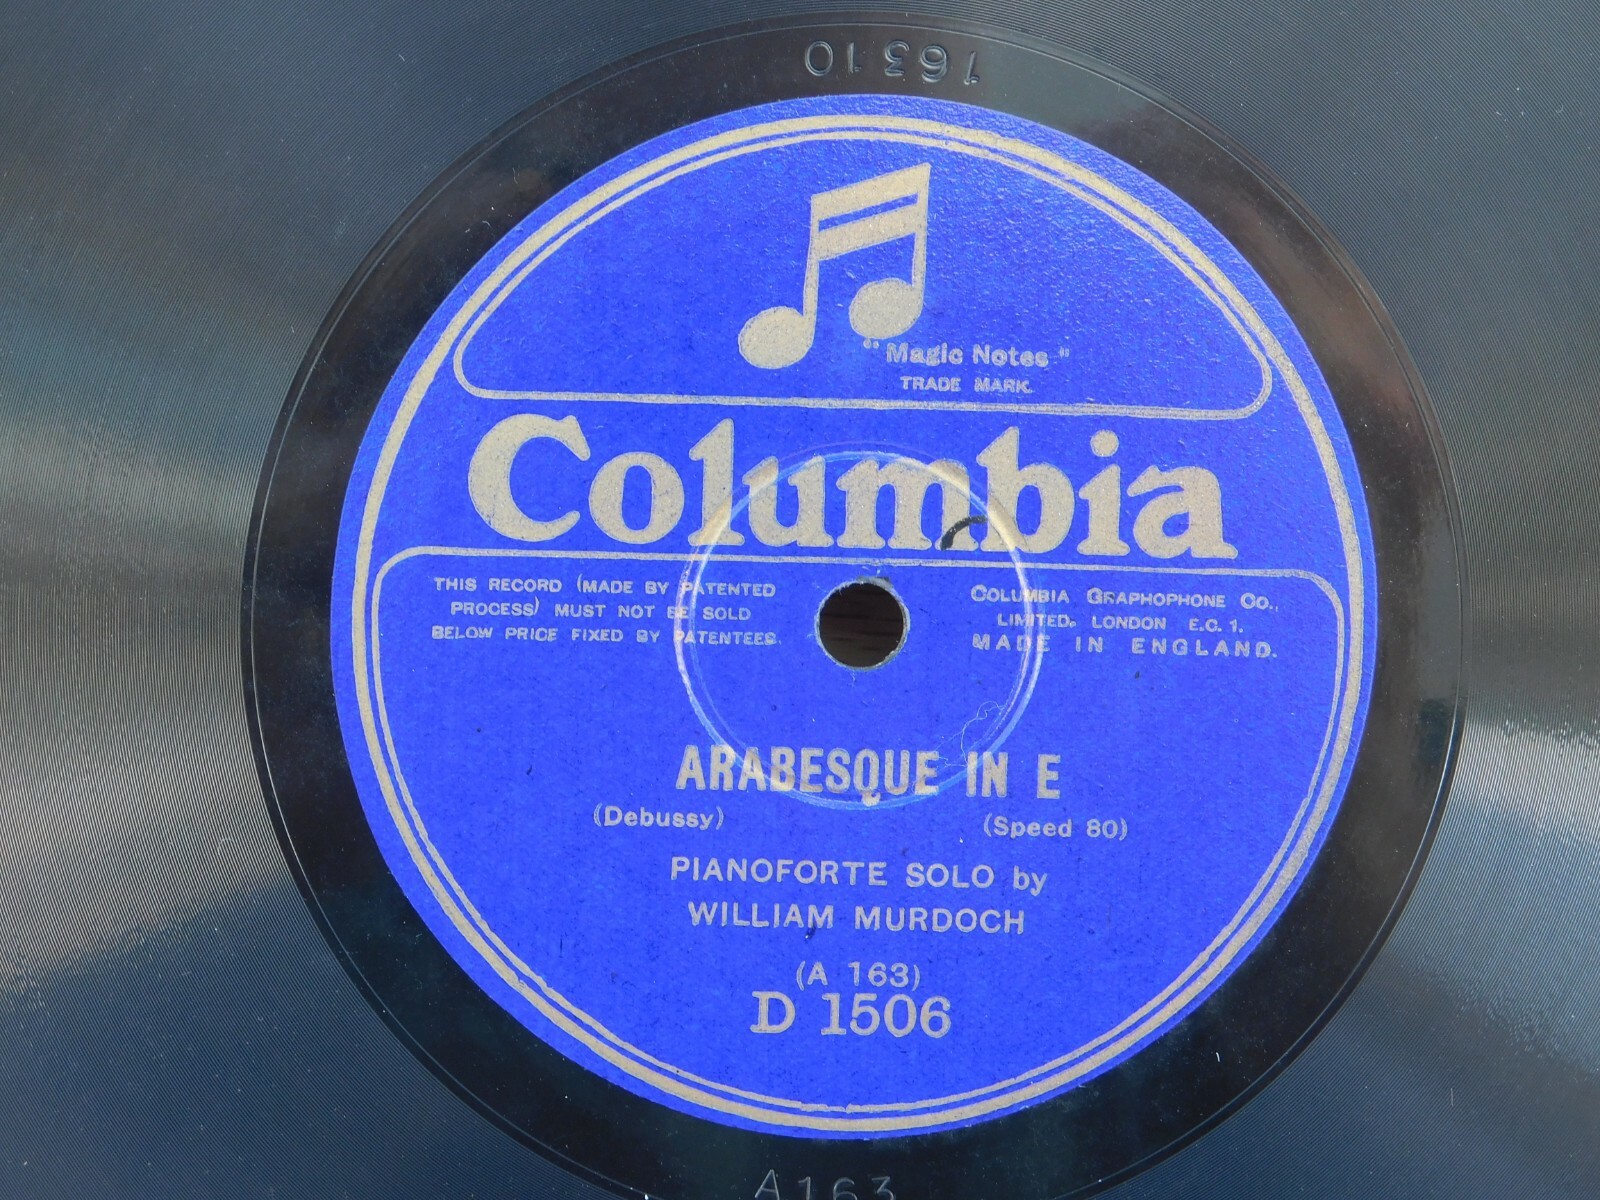 16310
"Magic Notes"
TRADE MARK.
Columbia
THIS RECORD (MADE BY PATENTED
PROCESS) MUST NOT BE SOLD
BELOW PRICE FIXED BY PATENTEES.
COLUMBIA GRAPHOPHONE CO.,
LIMITED. LONDON E.C. 1.
MADE IN ENGLAND.
ARABESQUE IN E
(Debussy) (Speed 80)
PIANOFORTE SOLO by
WILLIAM MURDOCH
(A 163)
D 1506
A163